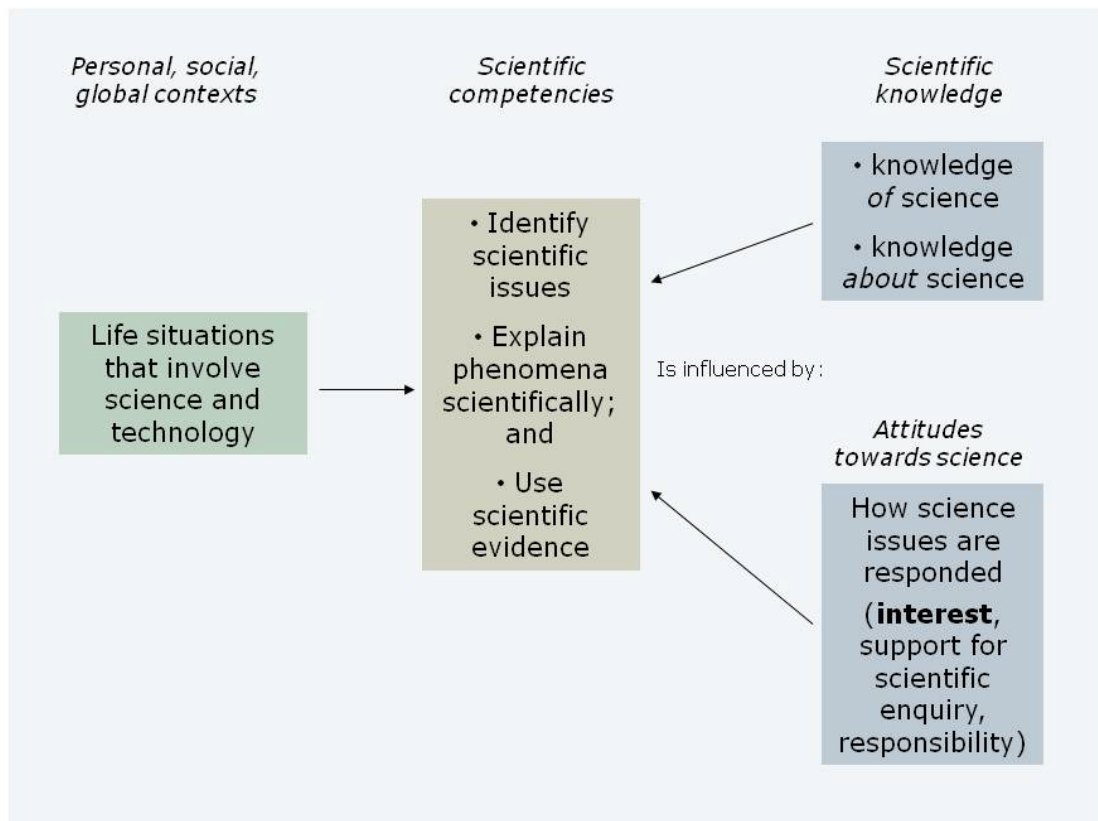 Personal, social,
global contexts
Scientific
competencies
Scientific
knowledge
Life situations
that involve
science and
technology
• Identify
scientific
issues
• Explain
phenomena
scientifically;
and
• Use
scientific
evidence
• knowledge
of science
• knowledge
about science
Is influenced by:
Attitudes
towards science
How science
issues are
responded
(interest,
support for
scientific
enquiry,
responsibility)